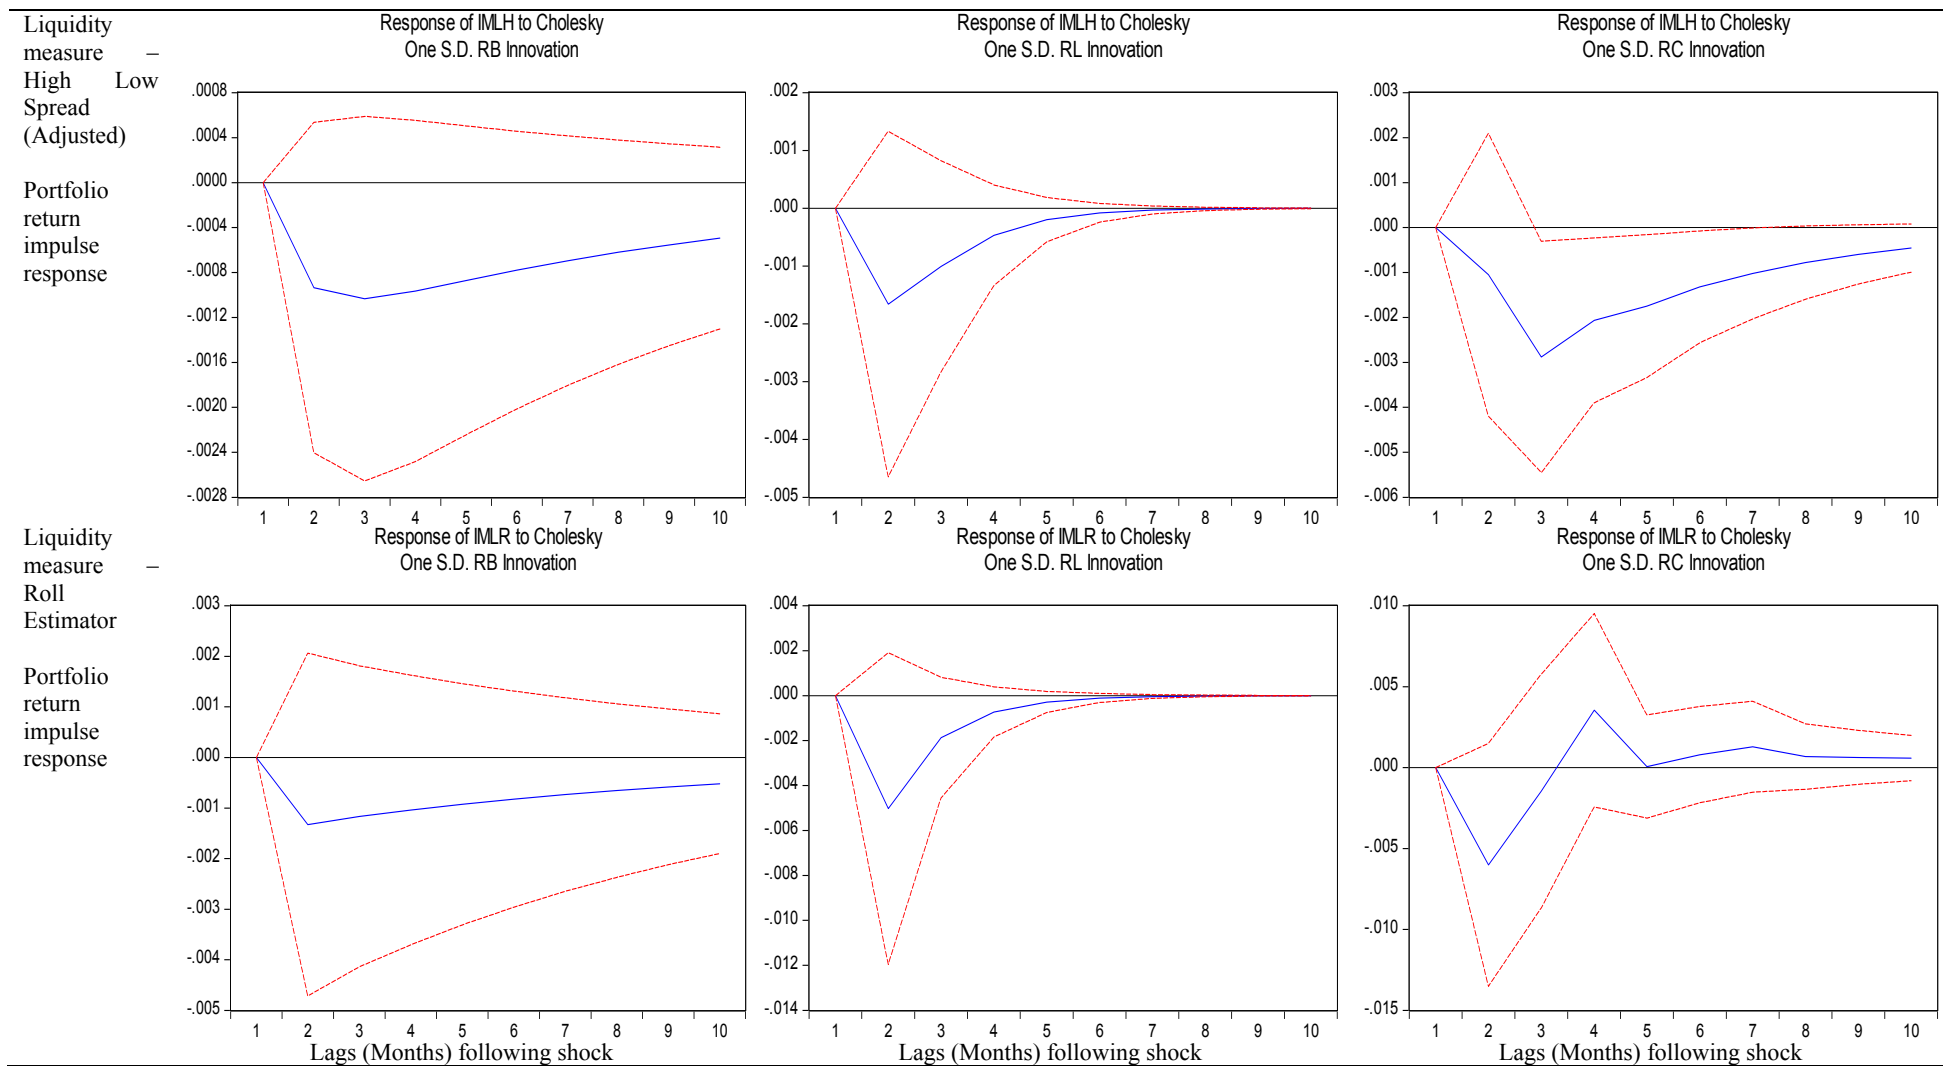 Liquidity
measure –
High Low
Spread
(Adjusted)
Portfolio
return
impulse
response
Response of IMLH to Cholesky
One S.D. RB Innovation
.0008
.0004
.0000
-.0004
-.0008
-.0012
-.0016
-.0020
-.0024
-.0028
1 2 3 4 5 6 7 8 9 10
Response of IMLH to Cholesky
One S.D. RL Innovation
.002
.001
.000
-.001
-.002
-.003
-.004
-.005
1 2 3 4 5 6 7 8 9 10
Response of IMLH to Cholesky
One S.D. RC Innovation
.003
.002
.001
.000
-.001
-.002
-.003
-.004
-.005
-.006
1 2 3 4 5 6 7 8 9 10
Liquidity
measure –
Roll
Estimator
Portfolio
return
impulse
response
Response of IMLR to Cholesky
One S.D. RB Innovation
.003
.002
.001
.000
-.001
-.002
-.003
-.004
-.005
1 2 3 4 5 6 7 8 9 10
Lags (Months) following shock
Response of IMLR to Cholesky
One S.D. RL Innovation
.004
.002
.000
-.002
-.004
-.006
-.008
-.010
-.012
-.014
1 2 3 4 5 6 7 8 9 10
Lags (Months) following shock
Response of IMLR to Cholesky
One S.D. RC Innovation
.010
.005
.000
-.005
-.010
-.015
1 2 3 4 5 6 7 8 9 10
Lags (Months) following shock